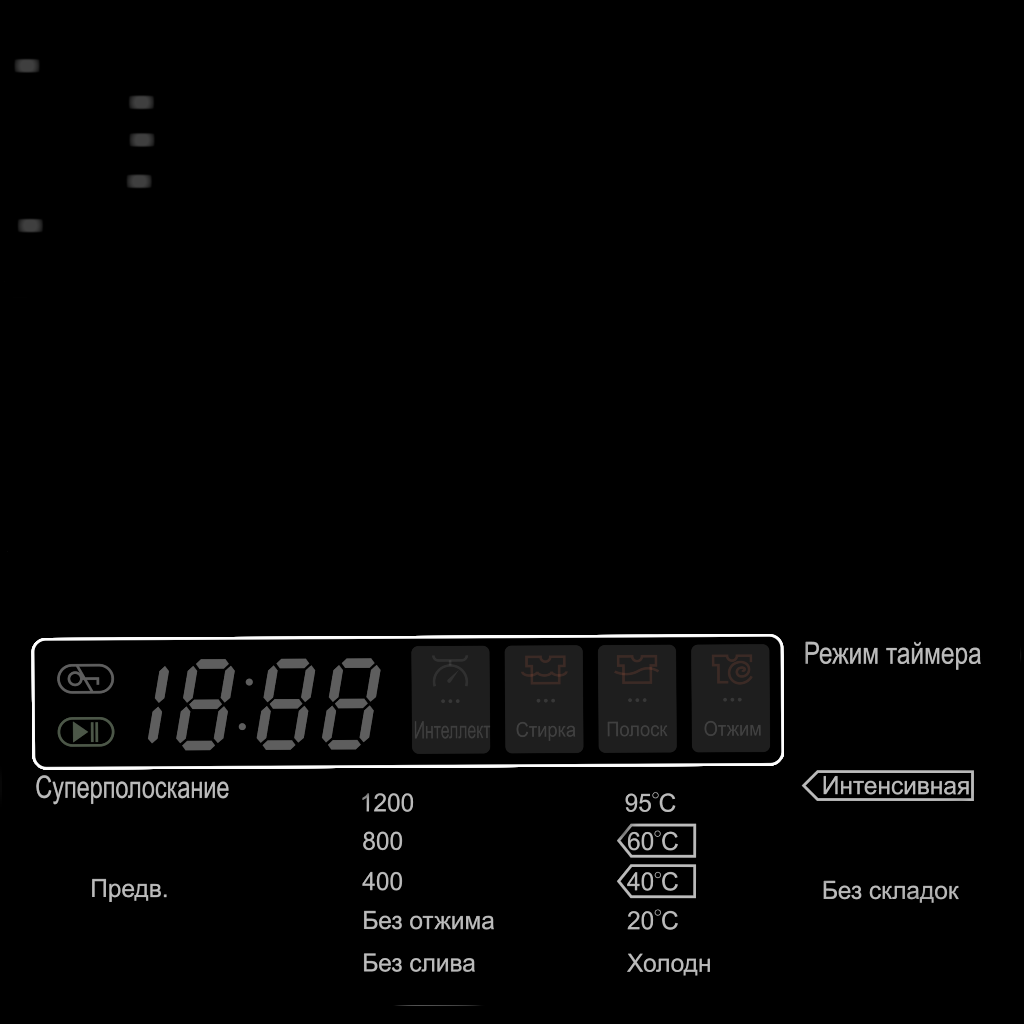 18:88
Интеллект
Стирка
Полоск
Отжим
Режим таймера
Суперполоскание
Предв.
1200
800
400
Без отжима
Без слива
95°C
60°C
40°C
20°C
Холодн
Интенсивная
Без складок